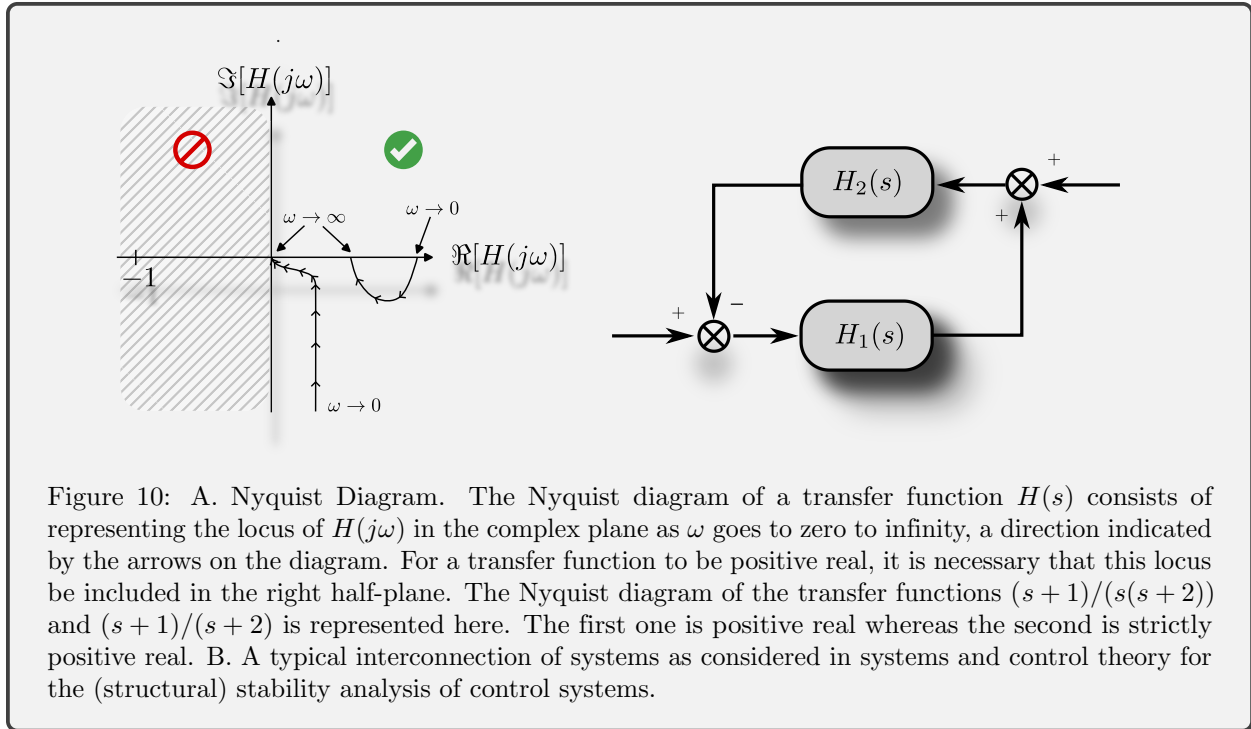 ℑ[H(jω)]
ω → ∞
ω → 0
ℜ[H(jω)]
−1
ω → 0
H₂(s)
+
+
+
−
H₁(s)
Figure 10: A. Nyquist Diagram. The Nyquist diagram of a transfer function H(s) consists of
representing the locus of H(jω) in the complex plane as ω goes to zero to infinity, a direction indicated
by the arrows on the diagram. For a transfer function to be positive real, it is necessary that this locus
be included in the right half-plane. The Nyquist diagram of the transfer functions (s + 1)/(s(s + 2))
and (s + 1)/(s + 2) is represented here. The first one is positive real whereas the second is strictly
positive real. B. A typical interconnection of systems as considered in systems and control theory for
the (structural) stability analysis of control systems.